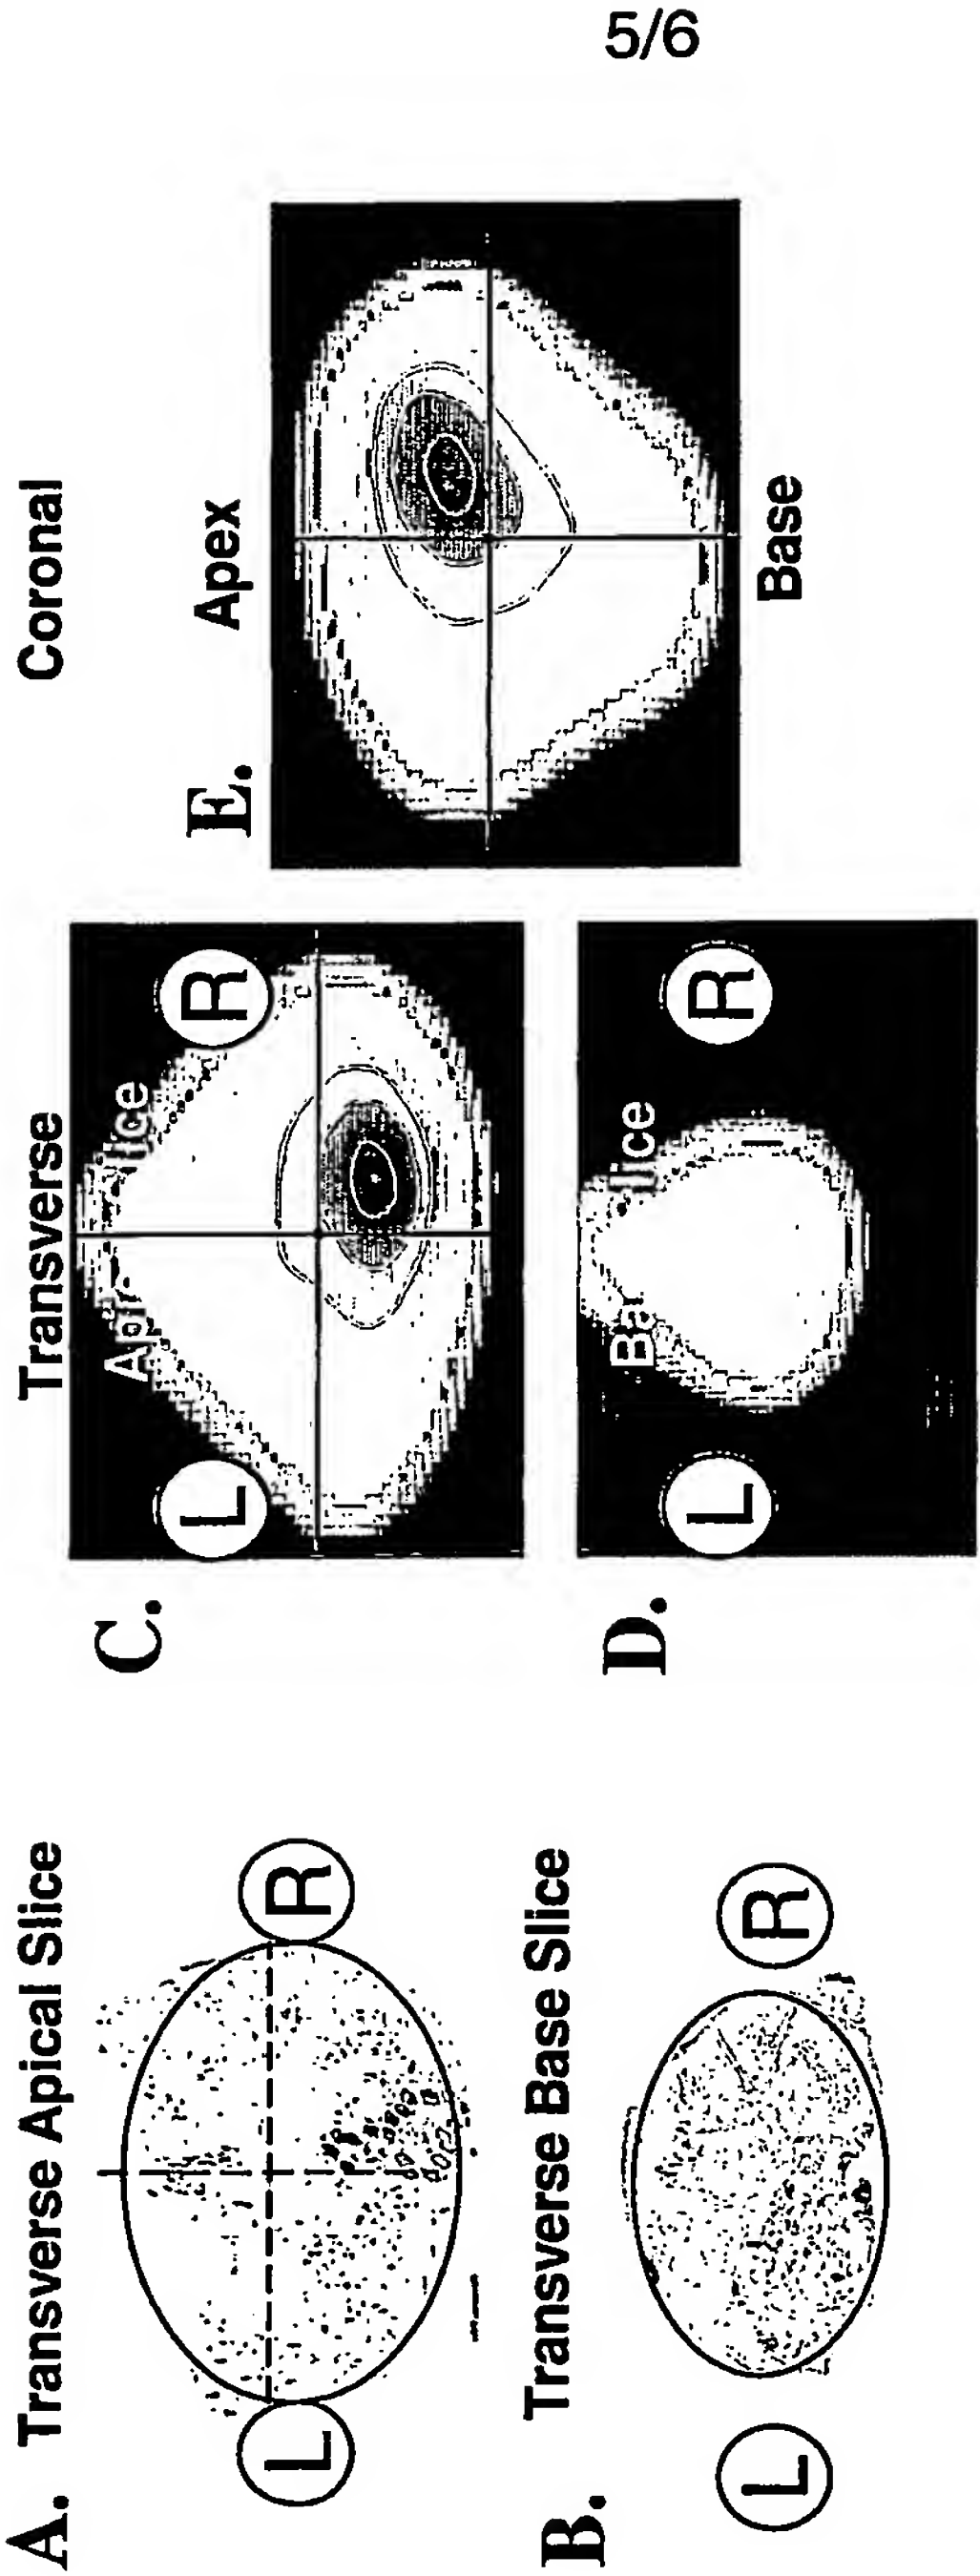 5/6
A. Transverse Apical Slice
L
R
B. Transverse Base Slice
L
R
Transverse
C.
L
R
D.
L
R
Coronal
E.
Apex
Base